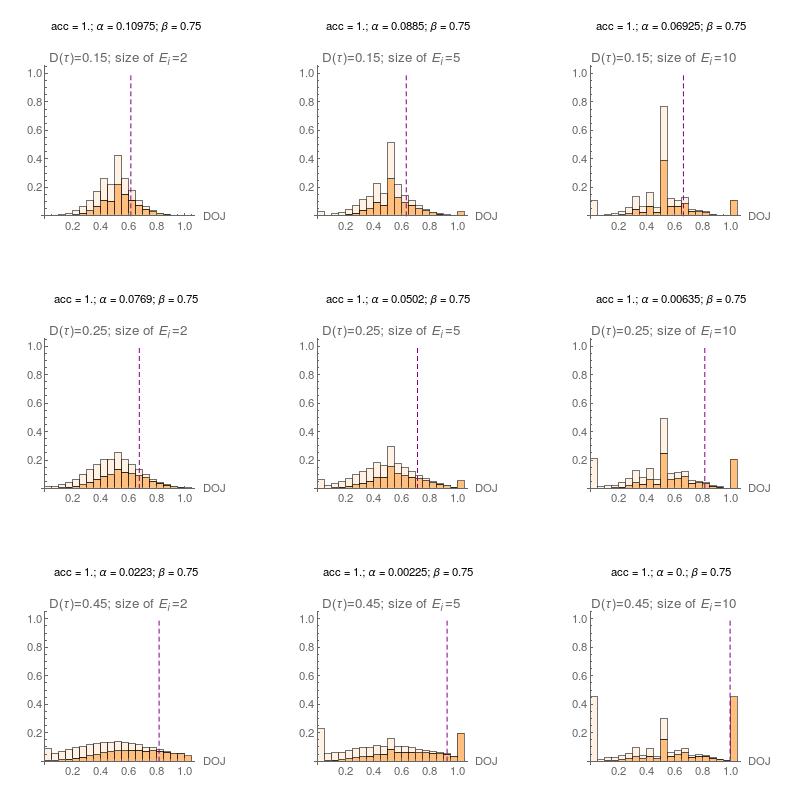 acc = 1.; α = 0.10975; β = 0.75
D(τ)=0.15; size of Ei=2
1.0
0.8
0.6
0.4
0.2
0.2 0.4 0.6 0.8 1.0 DOJ
acc = 1.; α = 0.0885; β = 0.75
D(τ)=0.15; size of Ei=5
1.0
0.8
0.6
0.4
0.2
0.2 0.4 0.6 0.8 1.0 DOJ
acc = 1.; α = 0.06925; β = 0.75
D(τ)=0.15; size of Ei=10
1.0
0.8
0.6
0.4
0.2
0.2 0.4 0.6 0.8 1.0 DOJ
acc = 1.; α = 0.0769; β = 0.75
D(τ)=0.25; size of Ei=2
1.0
0.8
0.6
0.4
0.2
0.2 0.4 0.6 0.8 1.0 DOJ
acc = 1.; α = 0.0502; β = 0.75
D(τ)=0.25; size of Ei=5
1.0
0.8
0.6
0.4
0.2
0.2 0.4 0.6 0.8 1.0 DOJ
acc = 1.; α = 0.00635; β = 0.75
D(τ)=0.25; size of Ei=10
1.0
0.8
0.6
0.4
0.2
0.2 0.4 0.6 0.8 1.0 DOJ
acc = 1.; α = 0.0223; β = 0.75
D(τ)=0.45; size of Ei=2
1.0
0.8
0.6
0.4
0.2
0.2 0.4 0.6 0.8 1.0 DOJ
acc = 1.; α = 0.00225; β = 0.75
D(τ)=0.45; size of Ei=5
1.0
0.8
0.6
0.4
0.2
0.2 0.4 0.6 0.8 1.0 DOJ
acc = 1.; α = 0.; β = 0.75
D(τ)=0.45; size of Ei=10
1.0
0.8
0.6
0.4
0.2
0.2 0.4 0.6 0.8 1.0 DOJ